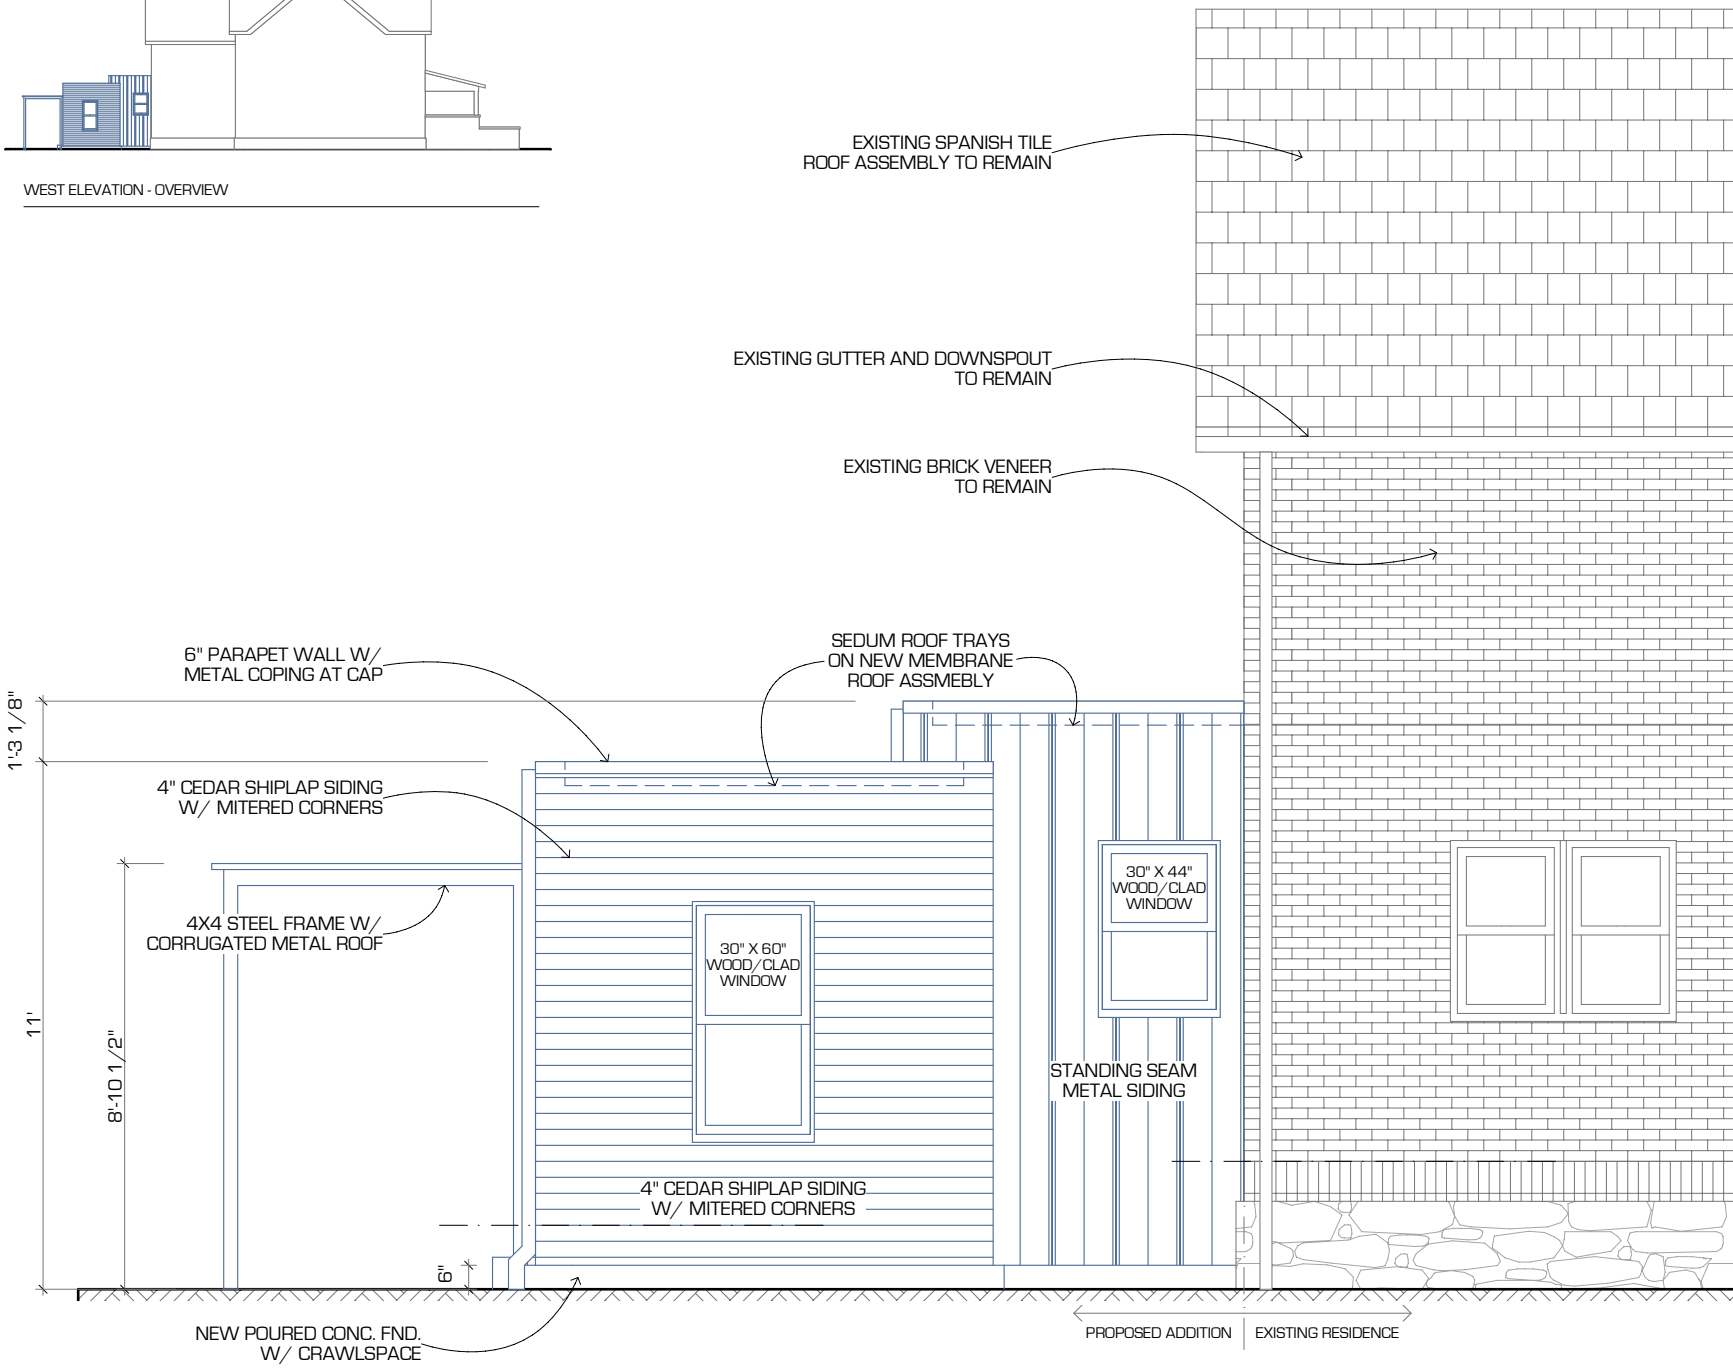 WEST ELEVATION - OVERVIEW
EXISTING SPANISH TILE
ROOF ASSEMBLY TO REMAIN
EXISTING GUTTER AND DOWNSPOUT
TO REMAIN
EXISTING BRICK VENEER
TO REMAIN
6" PARAPET WALL W/
METAL COPING AT CAP
SEDUM ROOF TRAYS
ON NEW MEMBRANE
ROOF ASSMEBLY
1'-3 1/8"
4" CEDAR SHIPLAP SIDING
W/ MITERED CORNERS
30" X 44"
WOOD/CLAD
WINDOW
4X4 STEEL FRAME W/
CORRUGATED METAL ROOF
30" X 60"
WOOD/CLAD
WINDOW
11'
8'-10 1/2"
STANDING SEAM
METAL SIDING
4" CEDAR SHIPLAP SIDING
W/ MITERED CORNERS
6"
NEW POURED CONC. FND.
W/ CRAWLSPACE
PROPOSED ADDITION
EXISTING RESIDENCE